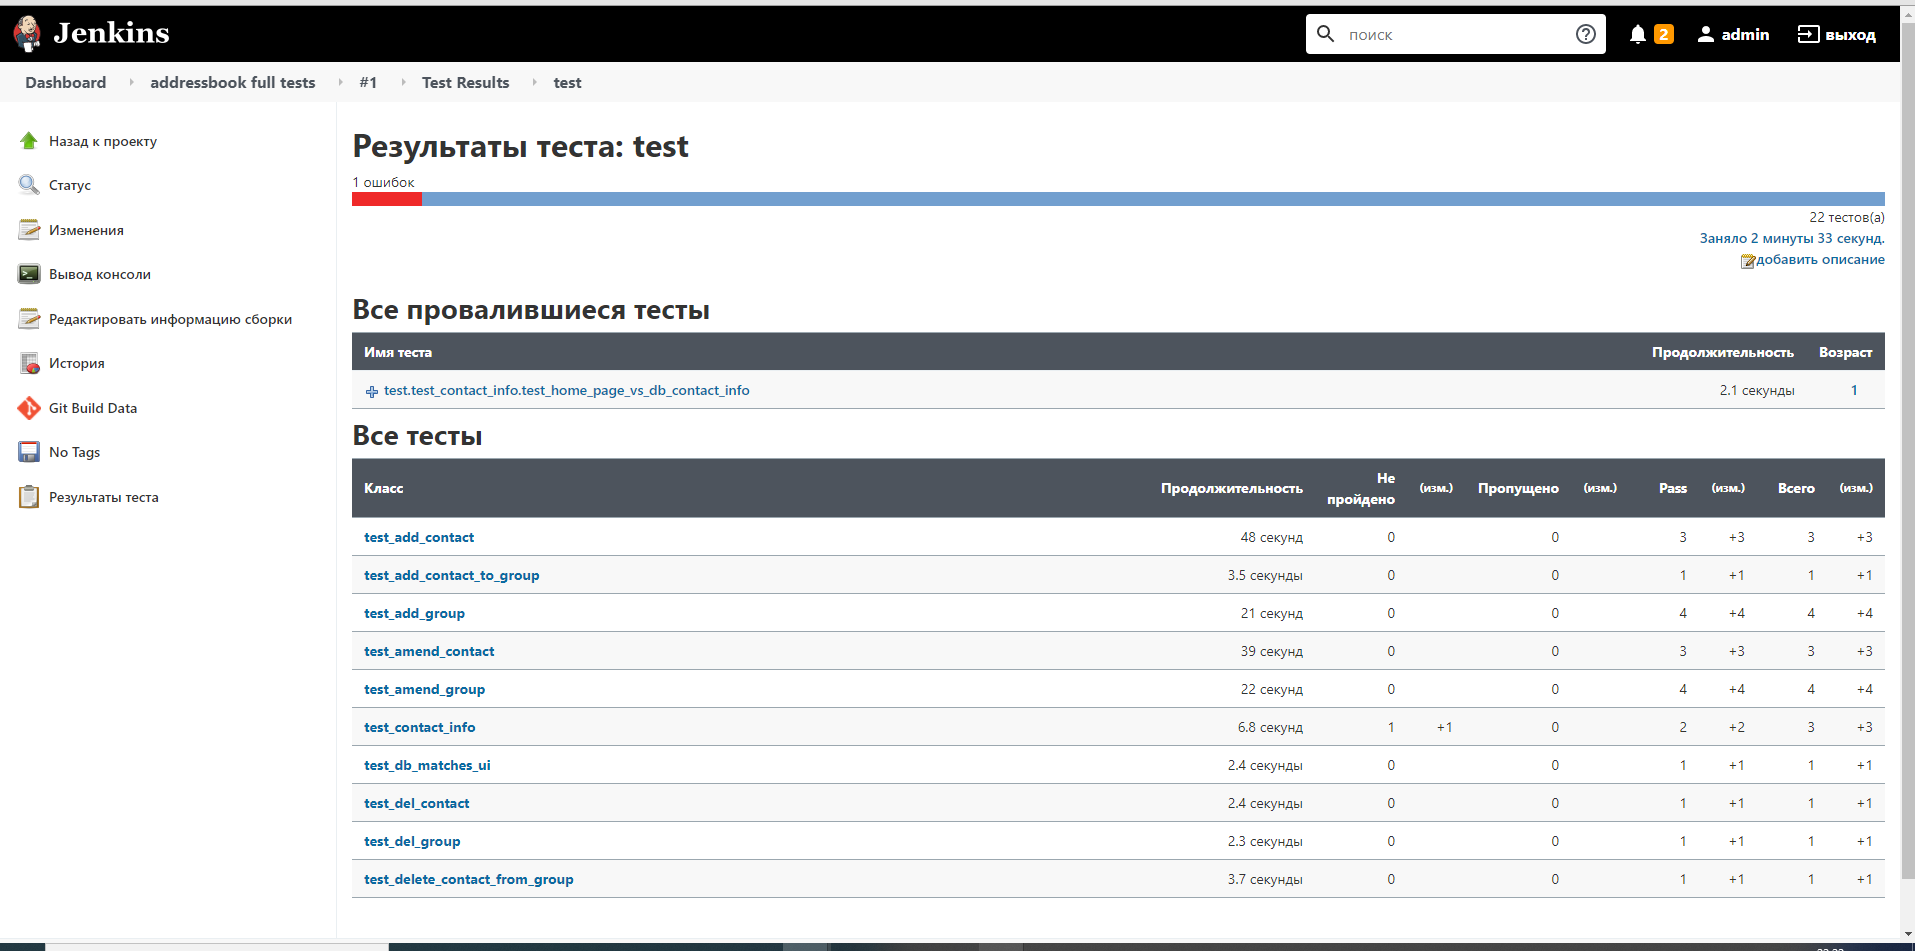 Jenkins
поиск
2
admin
выход
Dashboard
addressbook full tests
#1
Test Results
test
Назад к проекту
Статус
Изменения
Вывод консоли
Редактировать информацию сборки
История
Git Build Data
No Tags
Результаты теста
Результаты теста: test
1 ошибок
22 тестов(а)
Заняло 2 минуты 33 секунд.
добавить описание
Все провалившиеся тесты
Имя теста Продолжительность Возраст
test.test_contact_info.test_home_page_vs_db_contact_info 2.1 секунды 1
Все тесты
Класс Продолжительность Не пройдено (изм.) Пропущено (изм.) Pass (изм.) Всего (изм.)
test_add_contact 48 секунд 0 0 3 +3 3 +3
test_add_contact_to_group 3.5 секунды 0 0 1 +1 1 +1
test_add_group 21 секунд 0 0 4 +4 4 +4
test_amend_contact 39 секунд 0 0 3 +3 3 +3
test_amend_group 22 секунд 0 0 4 +4 4 +4
test_contact_info 6.8 секунд 1 +1 0 2 +2 3 +3
test_db_matches_ui 2.4 секунды 0 0 1 +1 1 +1
test_del_contact 2.4 секунды 0 0 1 +1 1 +1
test_del_group 2.3 секунды 0 0 1 +1 1 +1
test_delete_contact_from_group 3.7 секунды 0 0 1 +1 1 +1